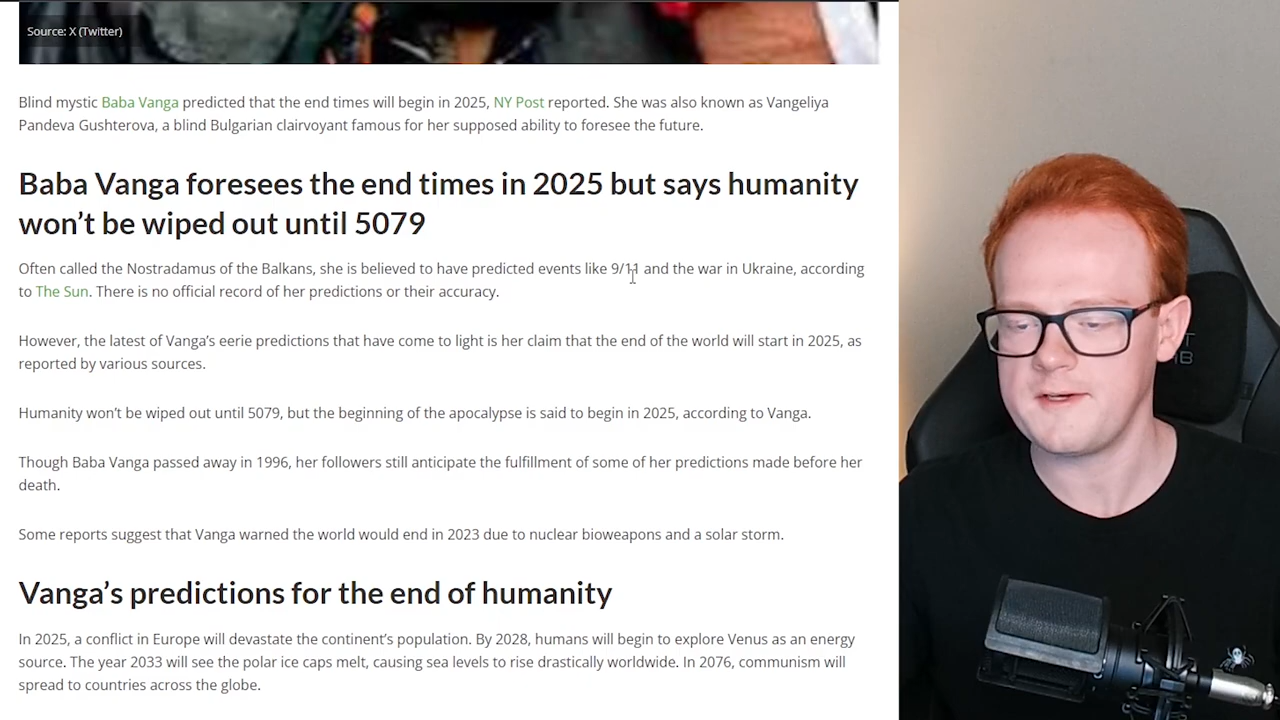 Source: X (Twitter)
Blind mystic Baba Vanga predicted that the end times will begin in 2025, NY Post reported. She was also known as Vangeliya
Pandeva Gushterova, a blind Bulgarian clairvoyant famous for her supposed ability to foresee the future.
Baba Vanga foresees the end times in 2025 but says humanity
won’t be wiped out until 5079
Often called the Nostradamus of the Balkans, she is believed to have predicted events like 9/11 and the war in Ukraine, according
to The Sun. There is no official record of her predictions or their accuracy.
However, the latest of Vanga’s eerie predictions that have come to light is her claim that the end of the world will start in 2025, as
reported by various sources.
Humanity won’t be wiped out until 5079, but the beginning of the apocalypse is said to begin in 2025, according to Vanga.
Though Baba Vanga passed away in 1996, her followers still anticipate the fulfillment of some of her predictions made before her
death.
Some reports suggest that Vanga warned the world would end in 2023 due to nuclear bioweapons and a solar storm.
Vanga’s predictions for the end of humanity
In 2025, a conflict in Europe will devastate the continent’s population. By 2028, humans will begin to explore Venus as an energy
source. The year 2033 will see the polar ice caps melt, causing sea levels to rise drastically worldwide. In 2076, communism will
spread to countries across the globe.